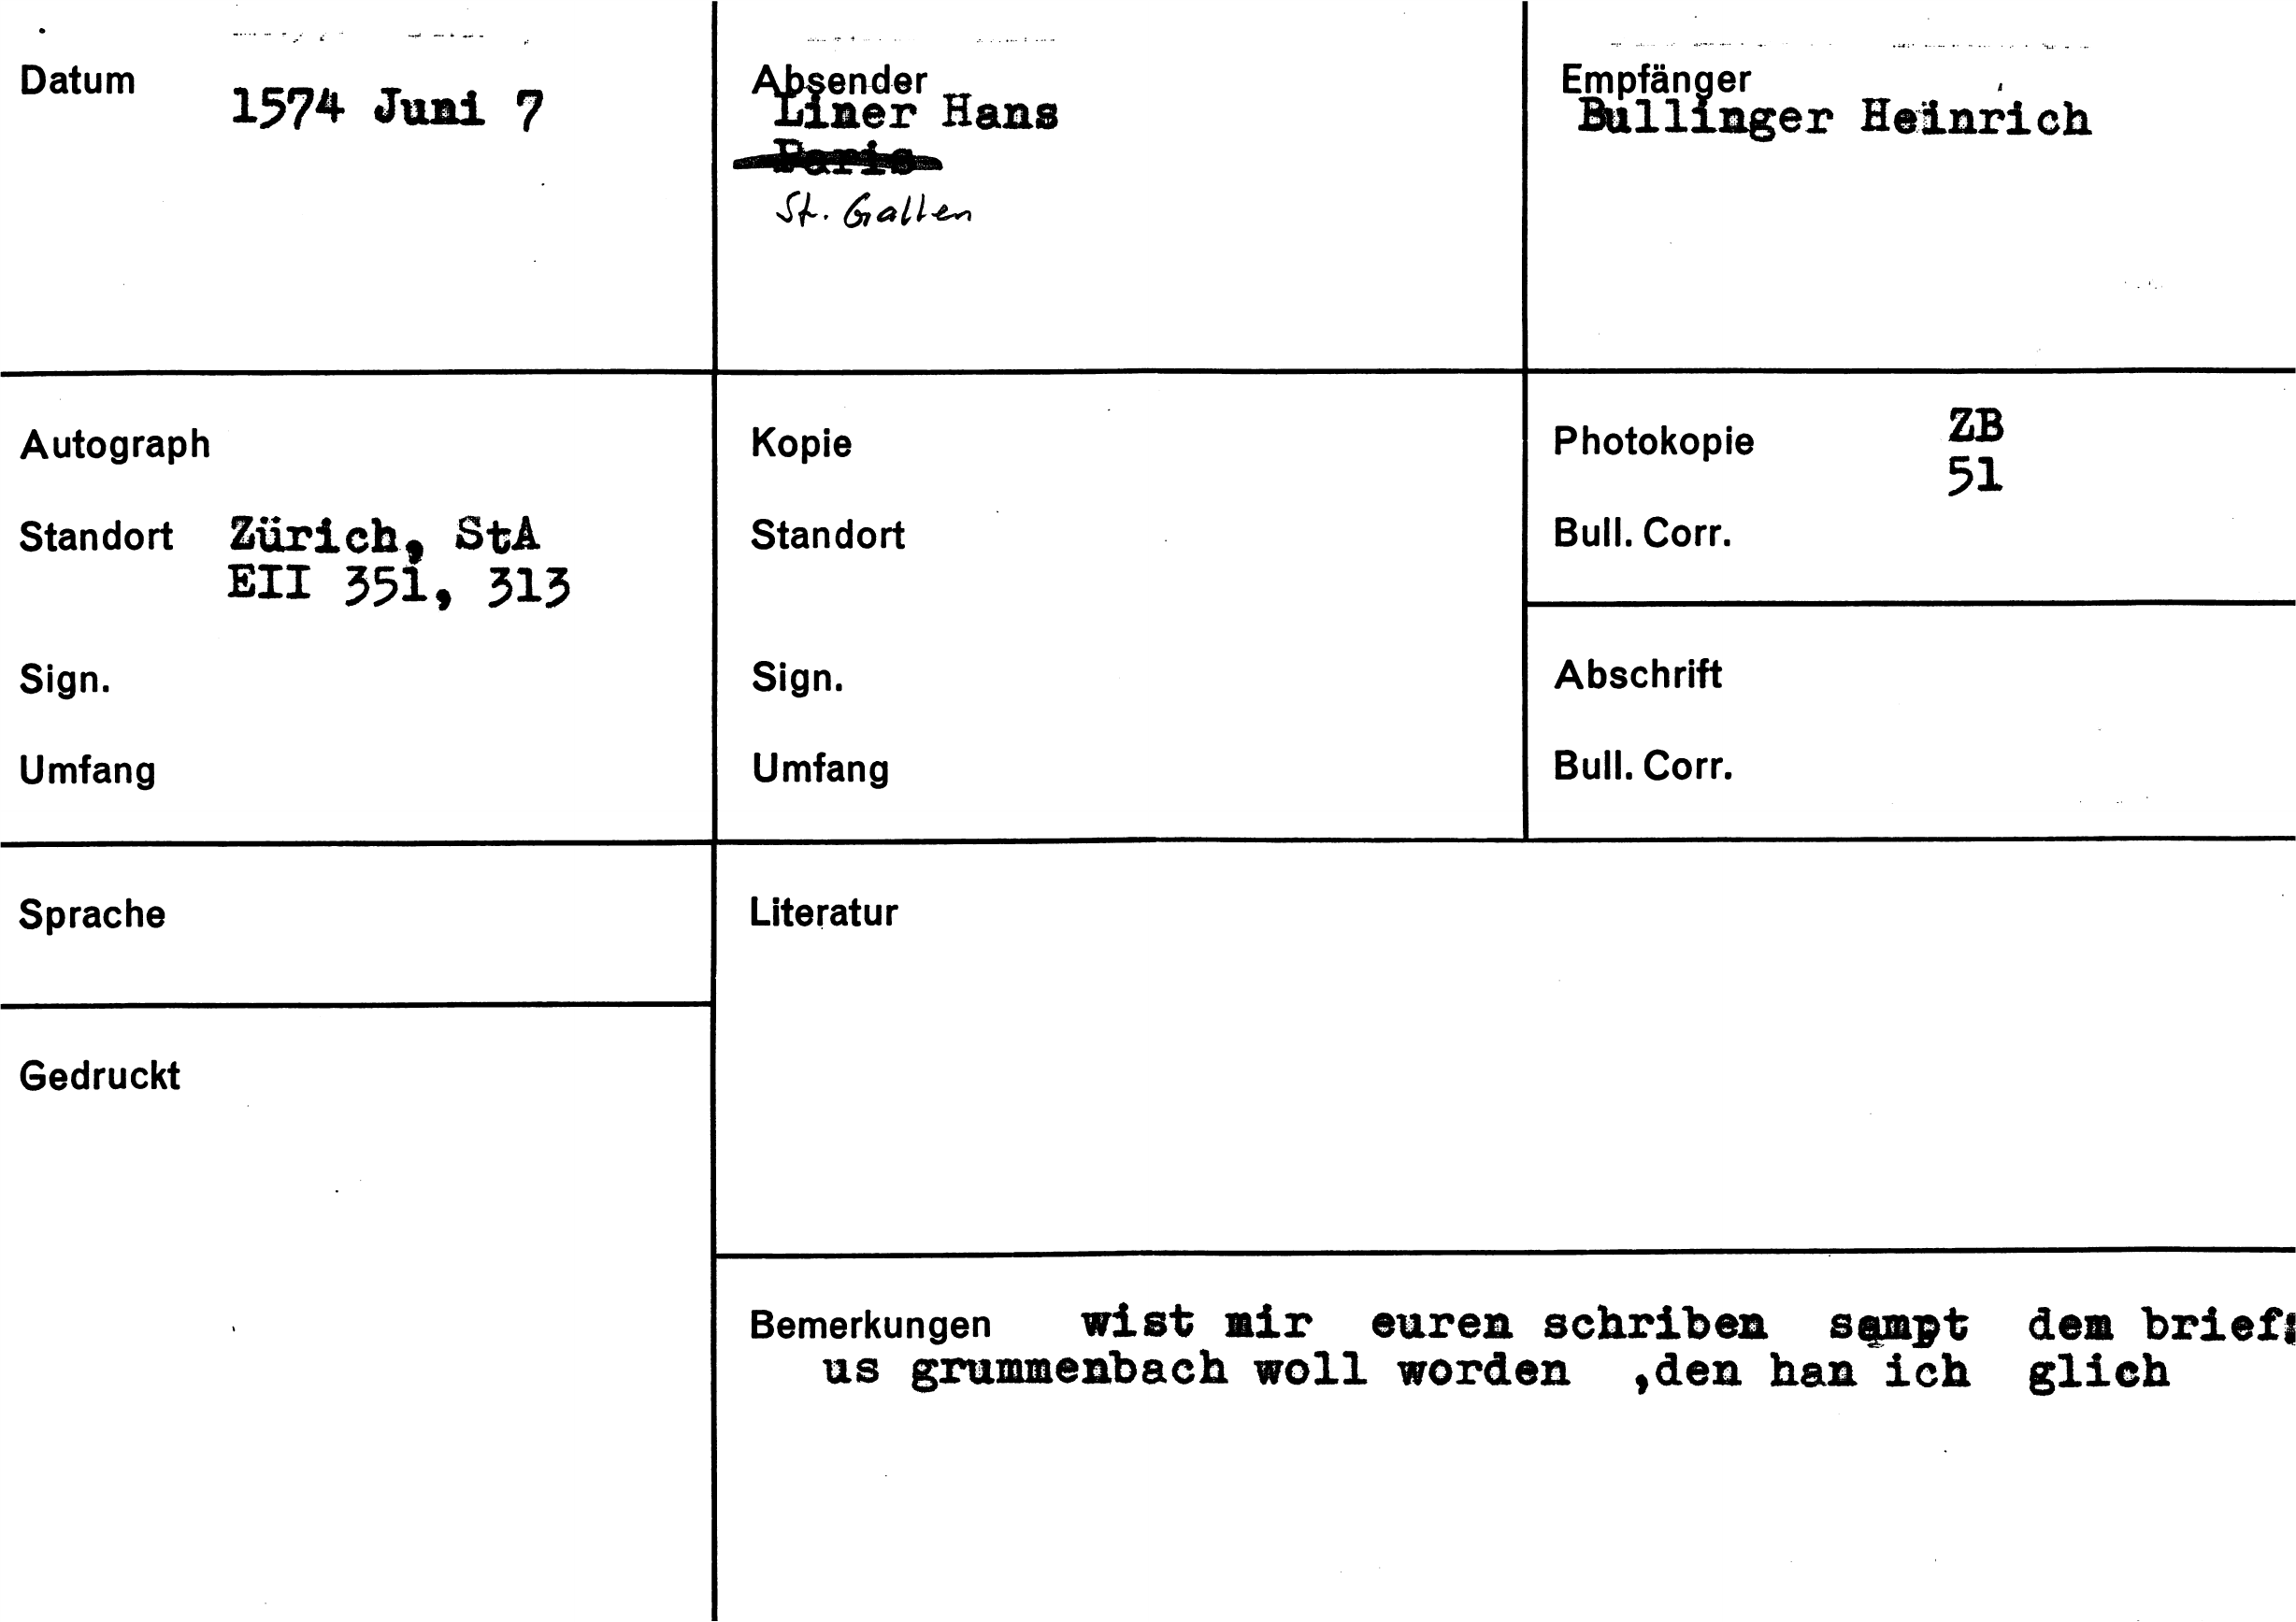 Datum 1574 Juni 7
Absender
Liner Hans
Paris
St. Gallen
Empfänger
Bullinger Heinrich
Autograph
Standort Zürich, StA
EII 351, 313
Sign.
Umfang
Kopie
Standort
Sign.
Umfang
Photokopie ZB
51
Bull. Corr.
Abschrift
Bull. Corr.
Sprache
Literatur
Gedruckt
Bemerkungen wist mir euren schriben sampt dem brief
us grummenbach woll worden ,den han ich glich